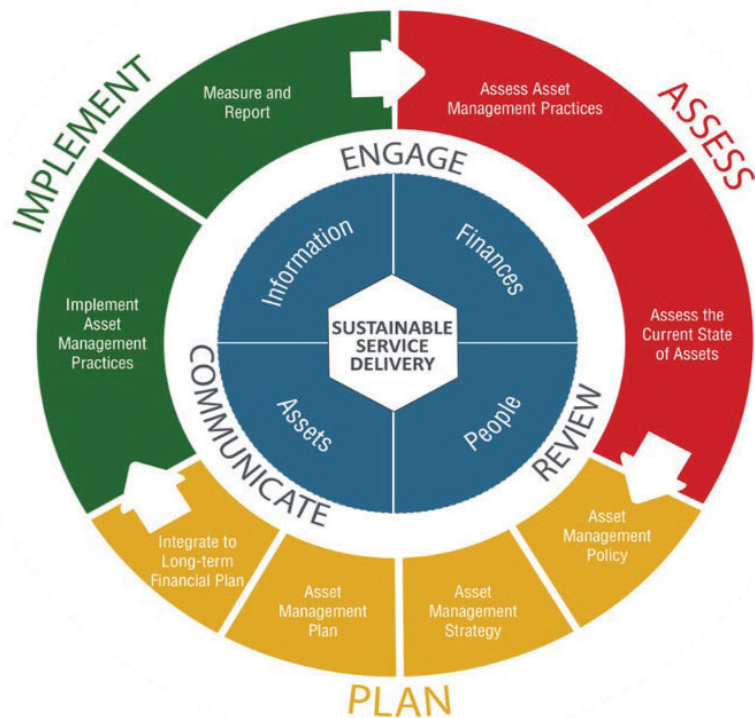 IMPLEMENT
ASSESS
PLAN
Measure and
Report
Assess Asset
Management Practices
Assess the
Current State
of Assets
Asset
Management
Policy
Asset
Management
Strategy
Asset
Management
Plan
Integrate to
Long-term
Financial Plan
Implement
Asset
Management
Practices
ENGAGE
REVIEW
COMMUNICATE
Information
Finances
People
Assets
SUSTAINABLE
SERVICE
DELIVERY